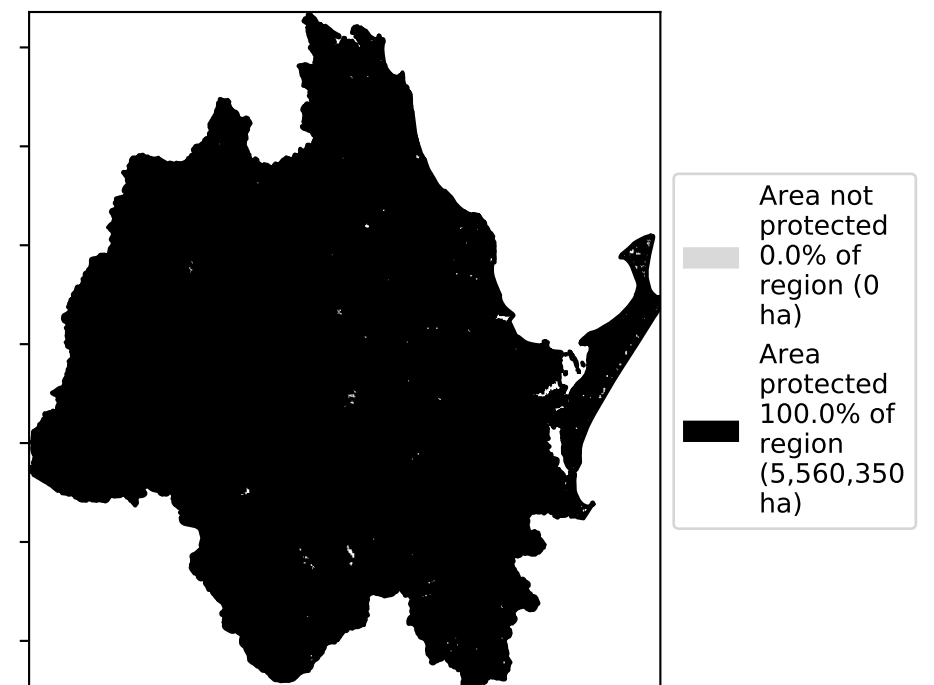 Area not
protected
0.0% of
region (0
ha)
Area
protected
100.0% of
region
(5,560,350
ha)